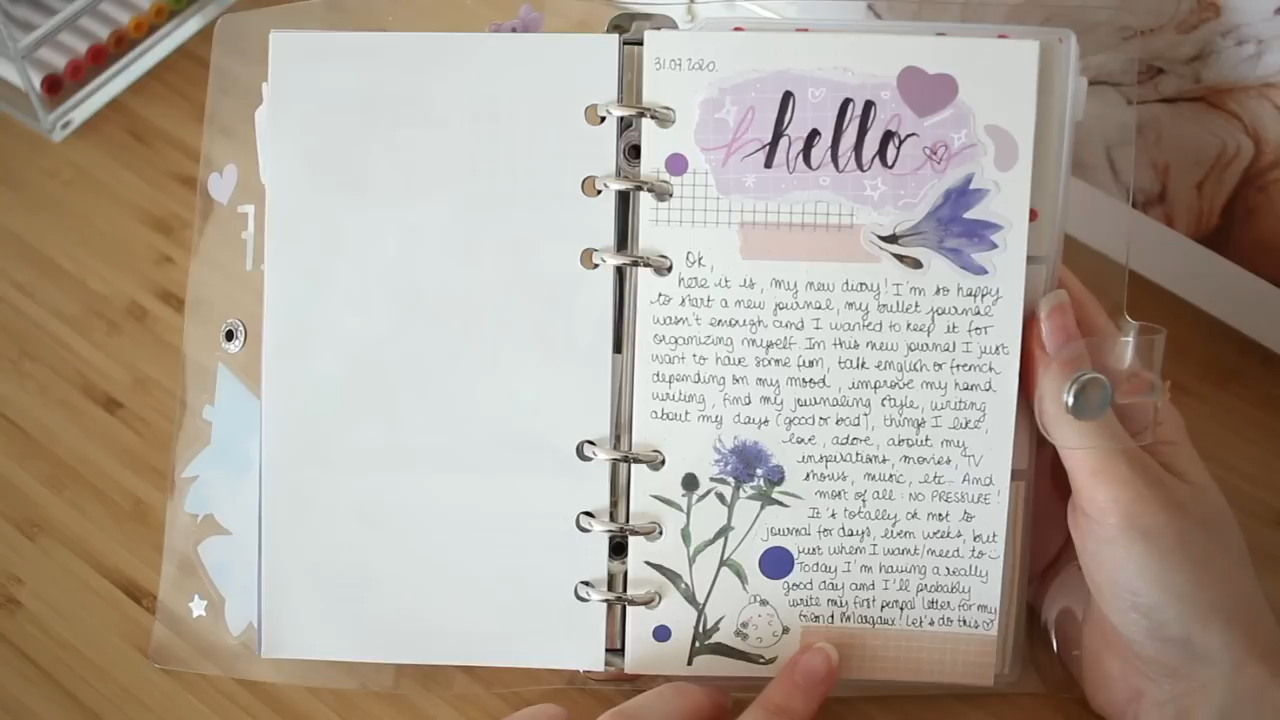 31.07.2020.
hello
Ok,
here it is, my new diary! I'm so happy
to start a new journal, my bullet journal
wasn't enough and I wanted to keep it for
organizing myself. In this new journal I just
want to have some fun, talk english or french
depending on my mood, improve my hand
writing, find my journaling style, writing
about my days (good or bad), things I like,
love, adore, about my
inspirations, movies, TV
shows, music, etc... And
most of all : NO PRESSURE !
It's totally ok not to
journal for days, even weeks, but
just when I want/need to
Today I'm having a really
good day and I'll probably
write my first penpal letter for my
friend Margaux! Let's do this ♡